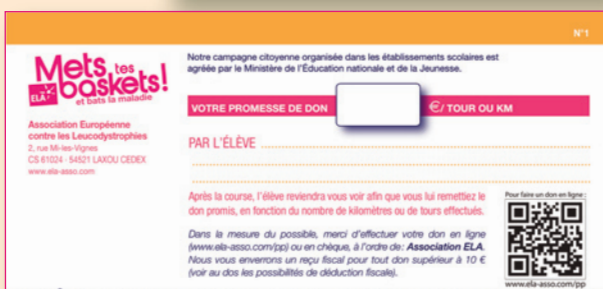 N°1
Mets tes
baskets!
ELA
et bats la maladie
Association Européenne
contre les Leucodystrophies
2, rue Mi-les-Vignes
CS 61024 - 54521 LAXOU CEDEX
www.ela-asso.com
Notre campagne citoyenne organisée dans les établissements scolaires est
agréée par le Ministère de l'Éducation nationale et de la Jeunesse.
VOTRE PROMESSE DE DON €/ TOUR OU KM
PAR L'ÉLÈVE
Après la course, l'élève reviendra vous voir afin que vous lui remettiez le
don promis, en fonction du nombre de kilomètres ou de tours effectués.
Dans la mesure du possible, merci d'effectuer votre don en ligne
(www.ela-asso.com/pp) ou en chèque, à l'ordre de : Association ELA.
Nous vous enverrons un reçu fiscal pour tout don supérieur à 10 €
(voir au dos les possibilités de déduction fiscale).
Pour faire un don en ligne :
www.ela-asso.com/pp